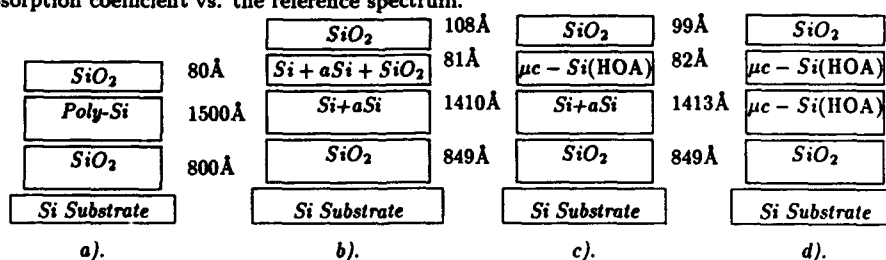 sorption coefficient vs. the reference spectrum.
SiO2 108Å SiO2 99Å SiO2
SiO2 80Å Si + aSi + SiO2 81Å μc − Si(HOA) 82Å μc − Si(HOA)
Poly-Si 1500Å Si+aSi 1410Å Si+aSi 1413Å μc − Si(HOA)
SiO2 800Å SiO2 849Å SiO2 849Å SiO2
Si Substrate Si Substrate Si Substrate Si Substrate
a). b). c). d).